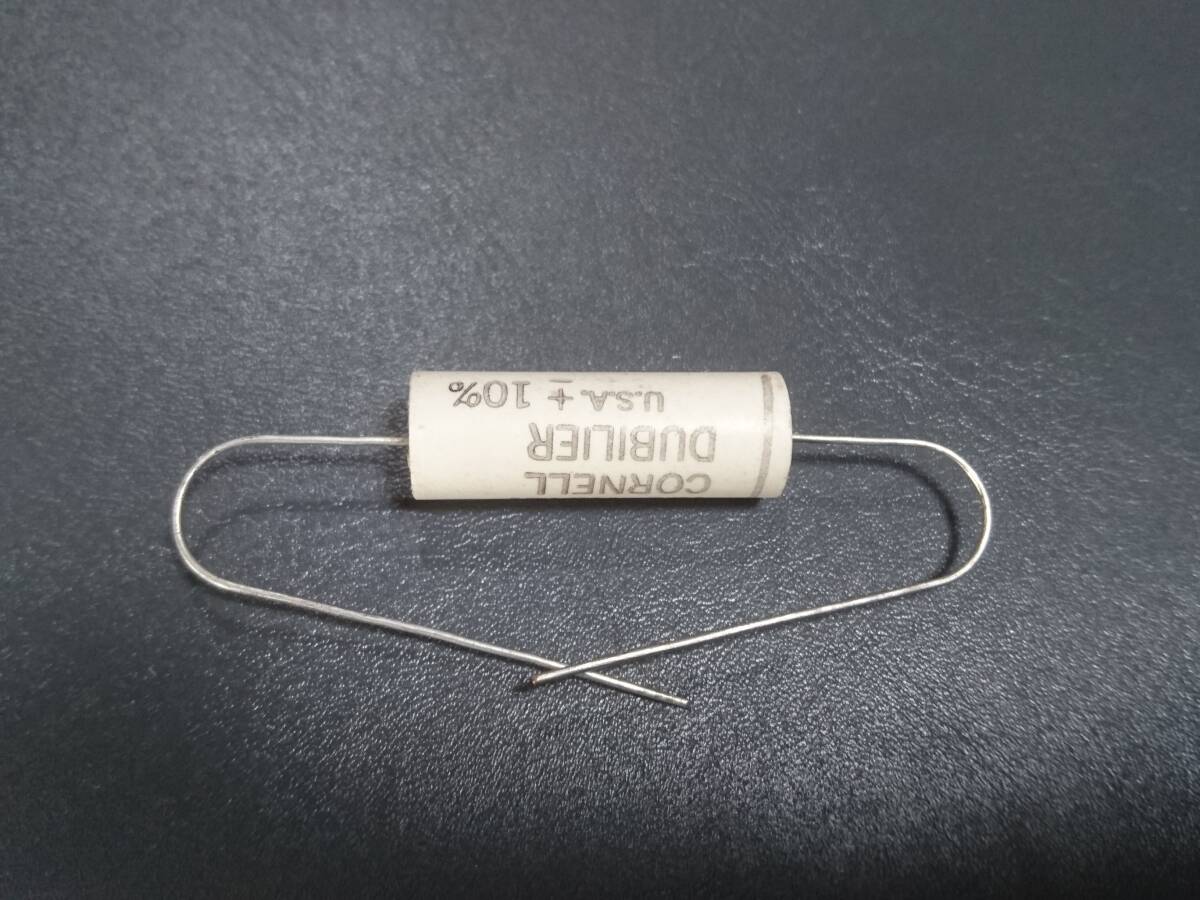 CORNELL
DUBILIER
U.S.A. ± 10%